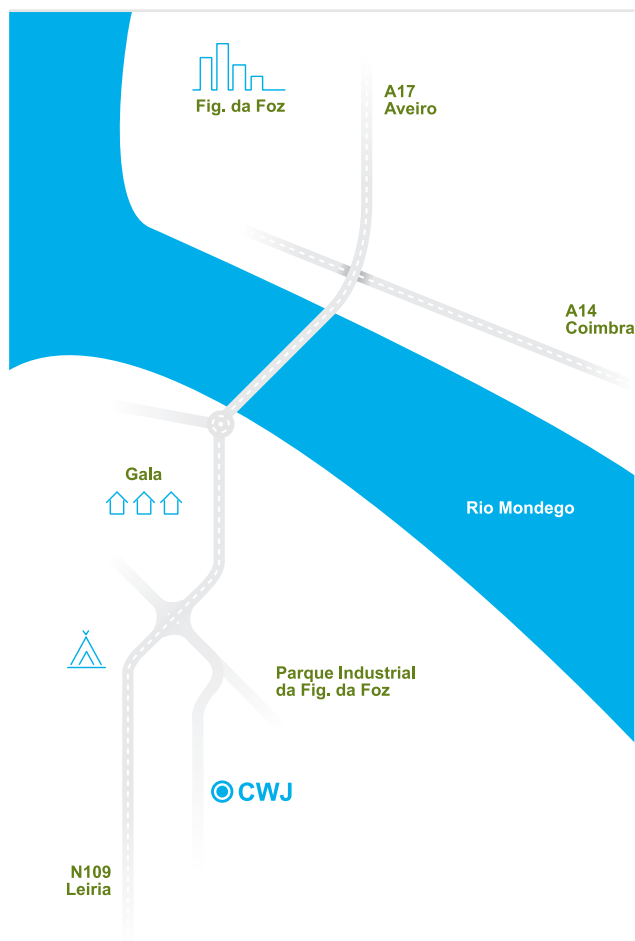 Fig. da Foz
A17
Aveiro
A14
Coimbra
Gala
Rio Mondego
Parque Industrial
da Fig. da Foz
CWJ
N109
Leiria